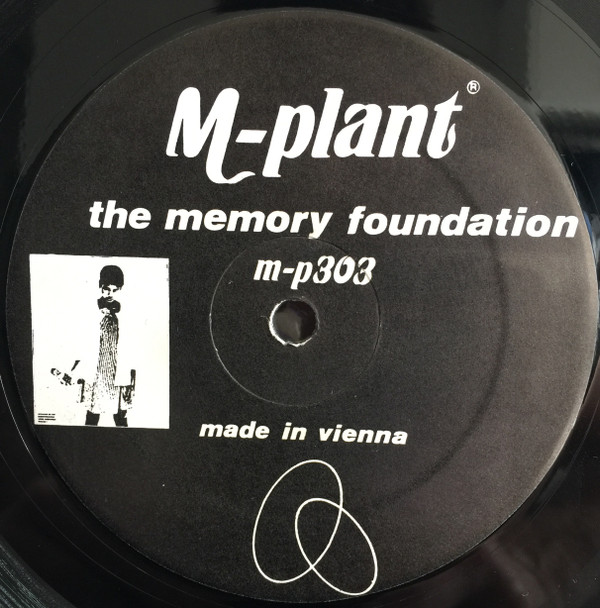 M-plant®
the memory foundation
m-p303
made in vienna